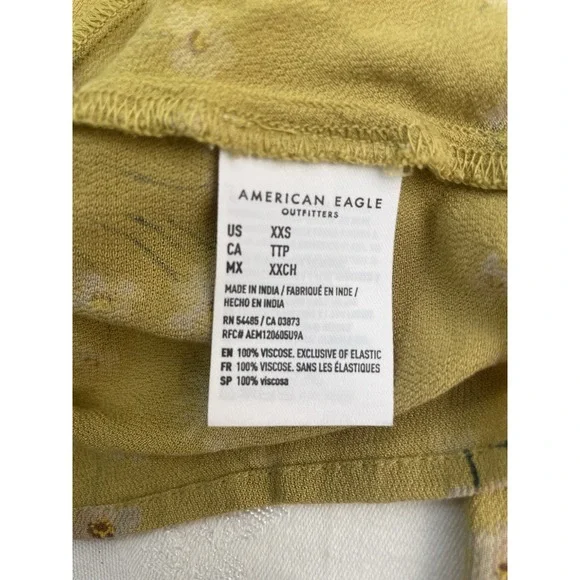 AMERICAN EAGLE
OUTFITTERS
US XXS
CA TTP
MX XXCH
MADE IN INDIA / FABRIQUÉ EN INDE /
HECHO EN INDIA
RN 54485 / CA 03873
RFC# AEM120605U9A
EN 100% VISCOSE. EXCLUSIVE OF ELASTIC
FR 100% VISCOSE. SANS LES ÉLASTIQUES
SP 100% viscosa